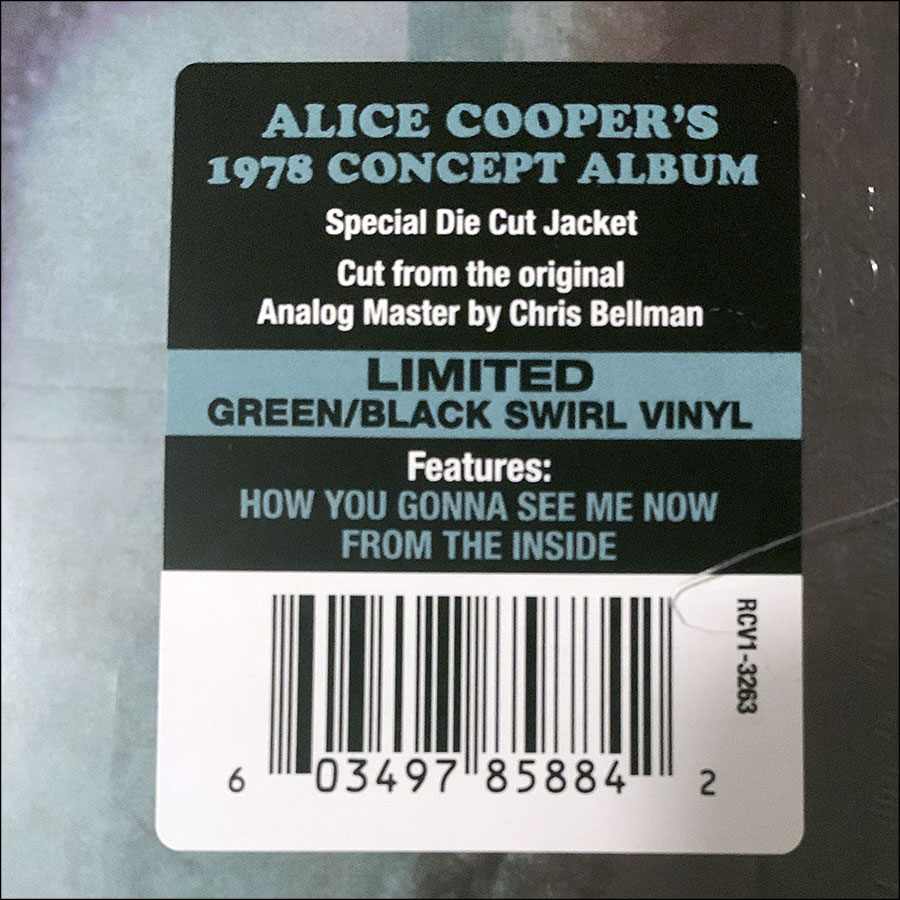 ALICE COOPER'S
1978 CONCEPT ALBUM
Special Die Cut Jacket
Cut from the original
Analog Master by Chris Bellman
LIMITED
GREEN/BLACK SWIRL VINYL
Features:
HOW YOU GONNA SEE ME NOW
FROM THE INSIDE
RCV1-3263
6 03497 85884 2